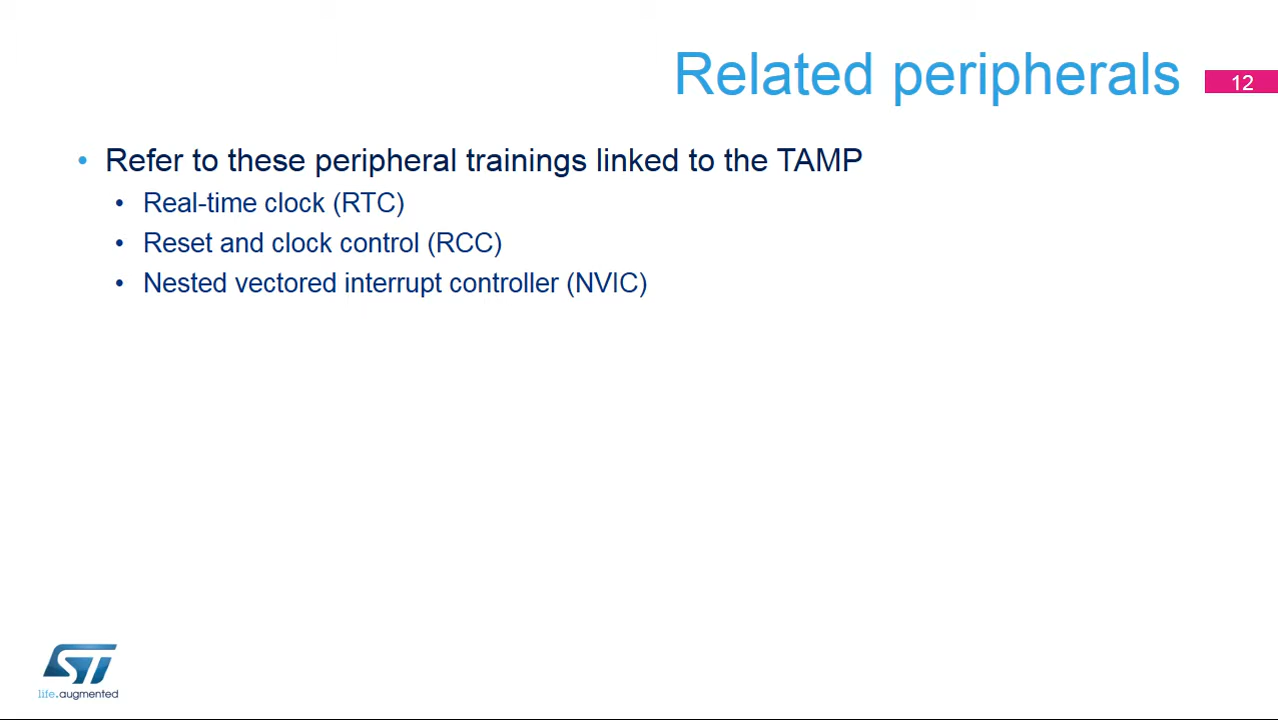 Related peripherals
12
• Refer to these peripheral trainings linked to the TAMP
• Real-time clock (RTC)
• Reset and clock control (RCC)
• Nested vectored interrupt controller (NVIC)
ST
life.augmented